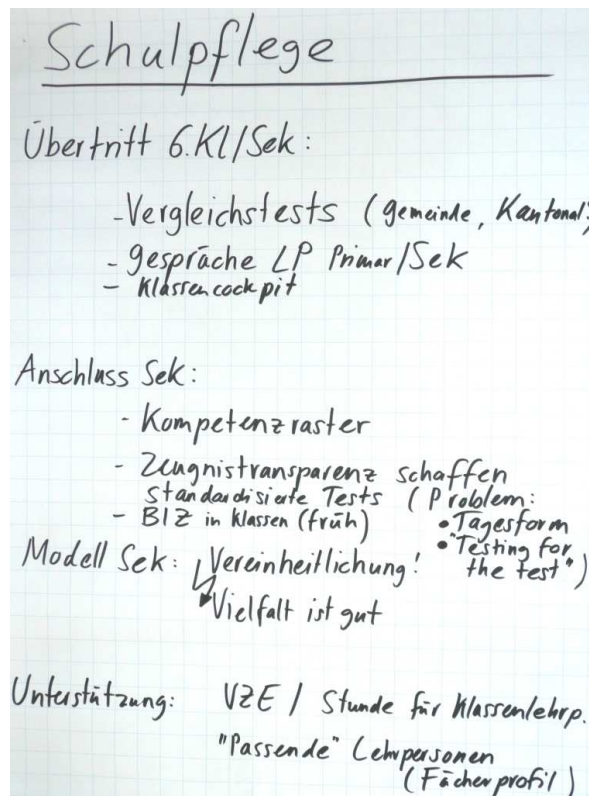 Schulpflege
Übertritt 6.Kl/Sek:
- Vergleichstests (Gemeinde, Kantonal)
- Gespräche LP Primar/Sek
- Klassencockpit
Anschluss Sek:
- Kompetenzraster
- Zeugnistransparenz schaffen
Standardisierte Tests (Problem:
- BIZ in Klassen (früh)
• Tagesform
• "Testing for
the test")
Modell Sek: Vereinheitlichung!
Vielfalt ist gut
Unterstützung: VZE / Stunde für Klassenlehrp.
"Passende" Lehrpersonen
(Fächerprofil)